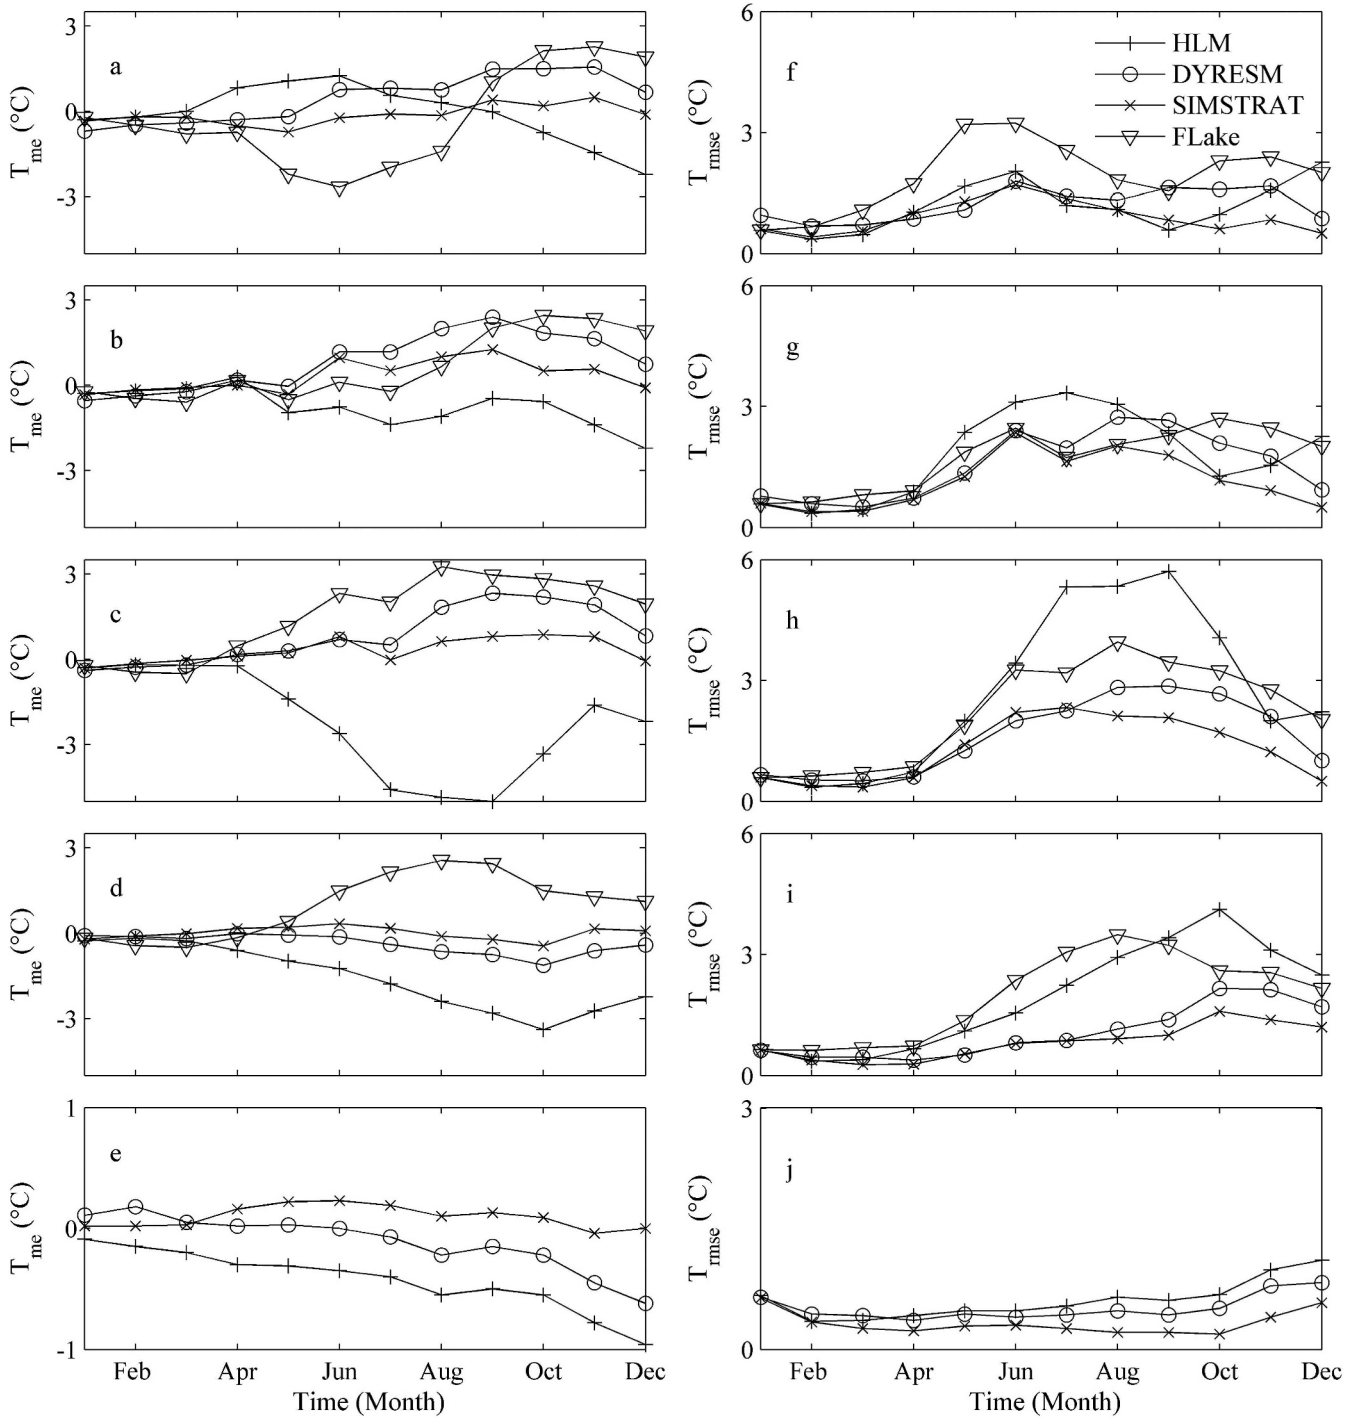 3
0
-3
T_me (°C)
a
6
3
0
T_rmse (°C)
f
HLM
DYRESM
SIMSTRAT
FLake
3
0
-3
T_me (°C)
b
6
3
0
T_rmse (°C)
g
3
0
-3
T_me (°C)
c
6
3
0
T_rmse (°C)
h
3
0
-3
T_me (°C)
d
6
3
0
T_rmse (°C)
i
1
0
-1
T_me (°C)
e
Feb Apr Jun Aug Oct Dec
Time (Month)
3
0
T_rmse (°C)
j
Feb Apr Jun Aug Oct Dec
Time (Month)